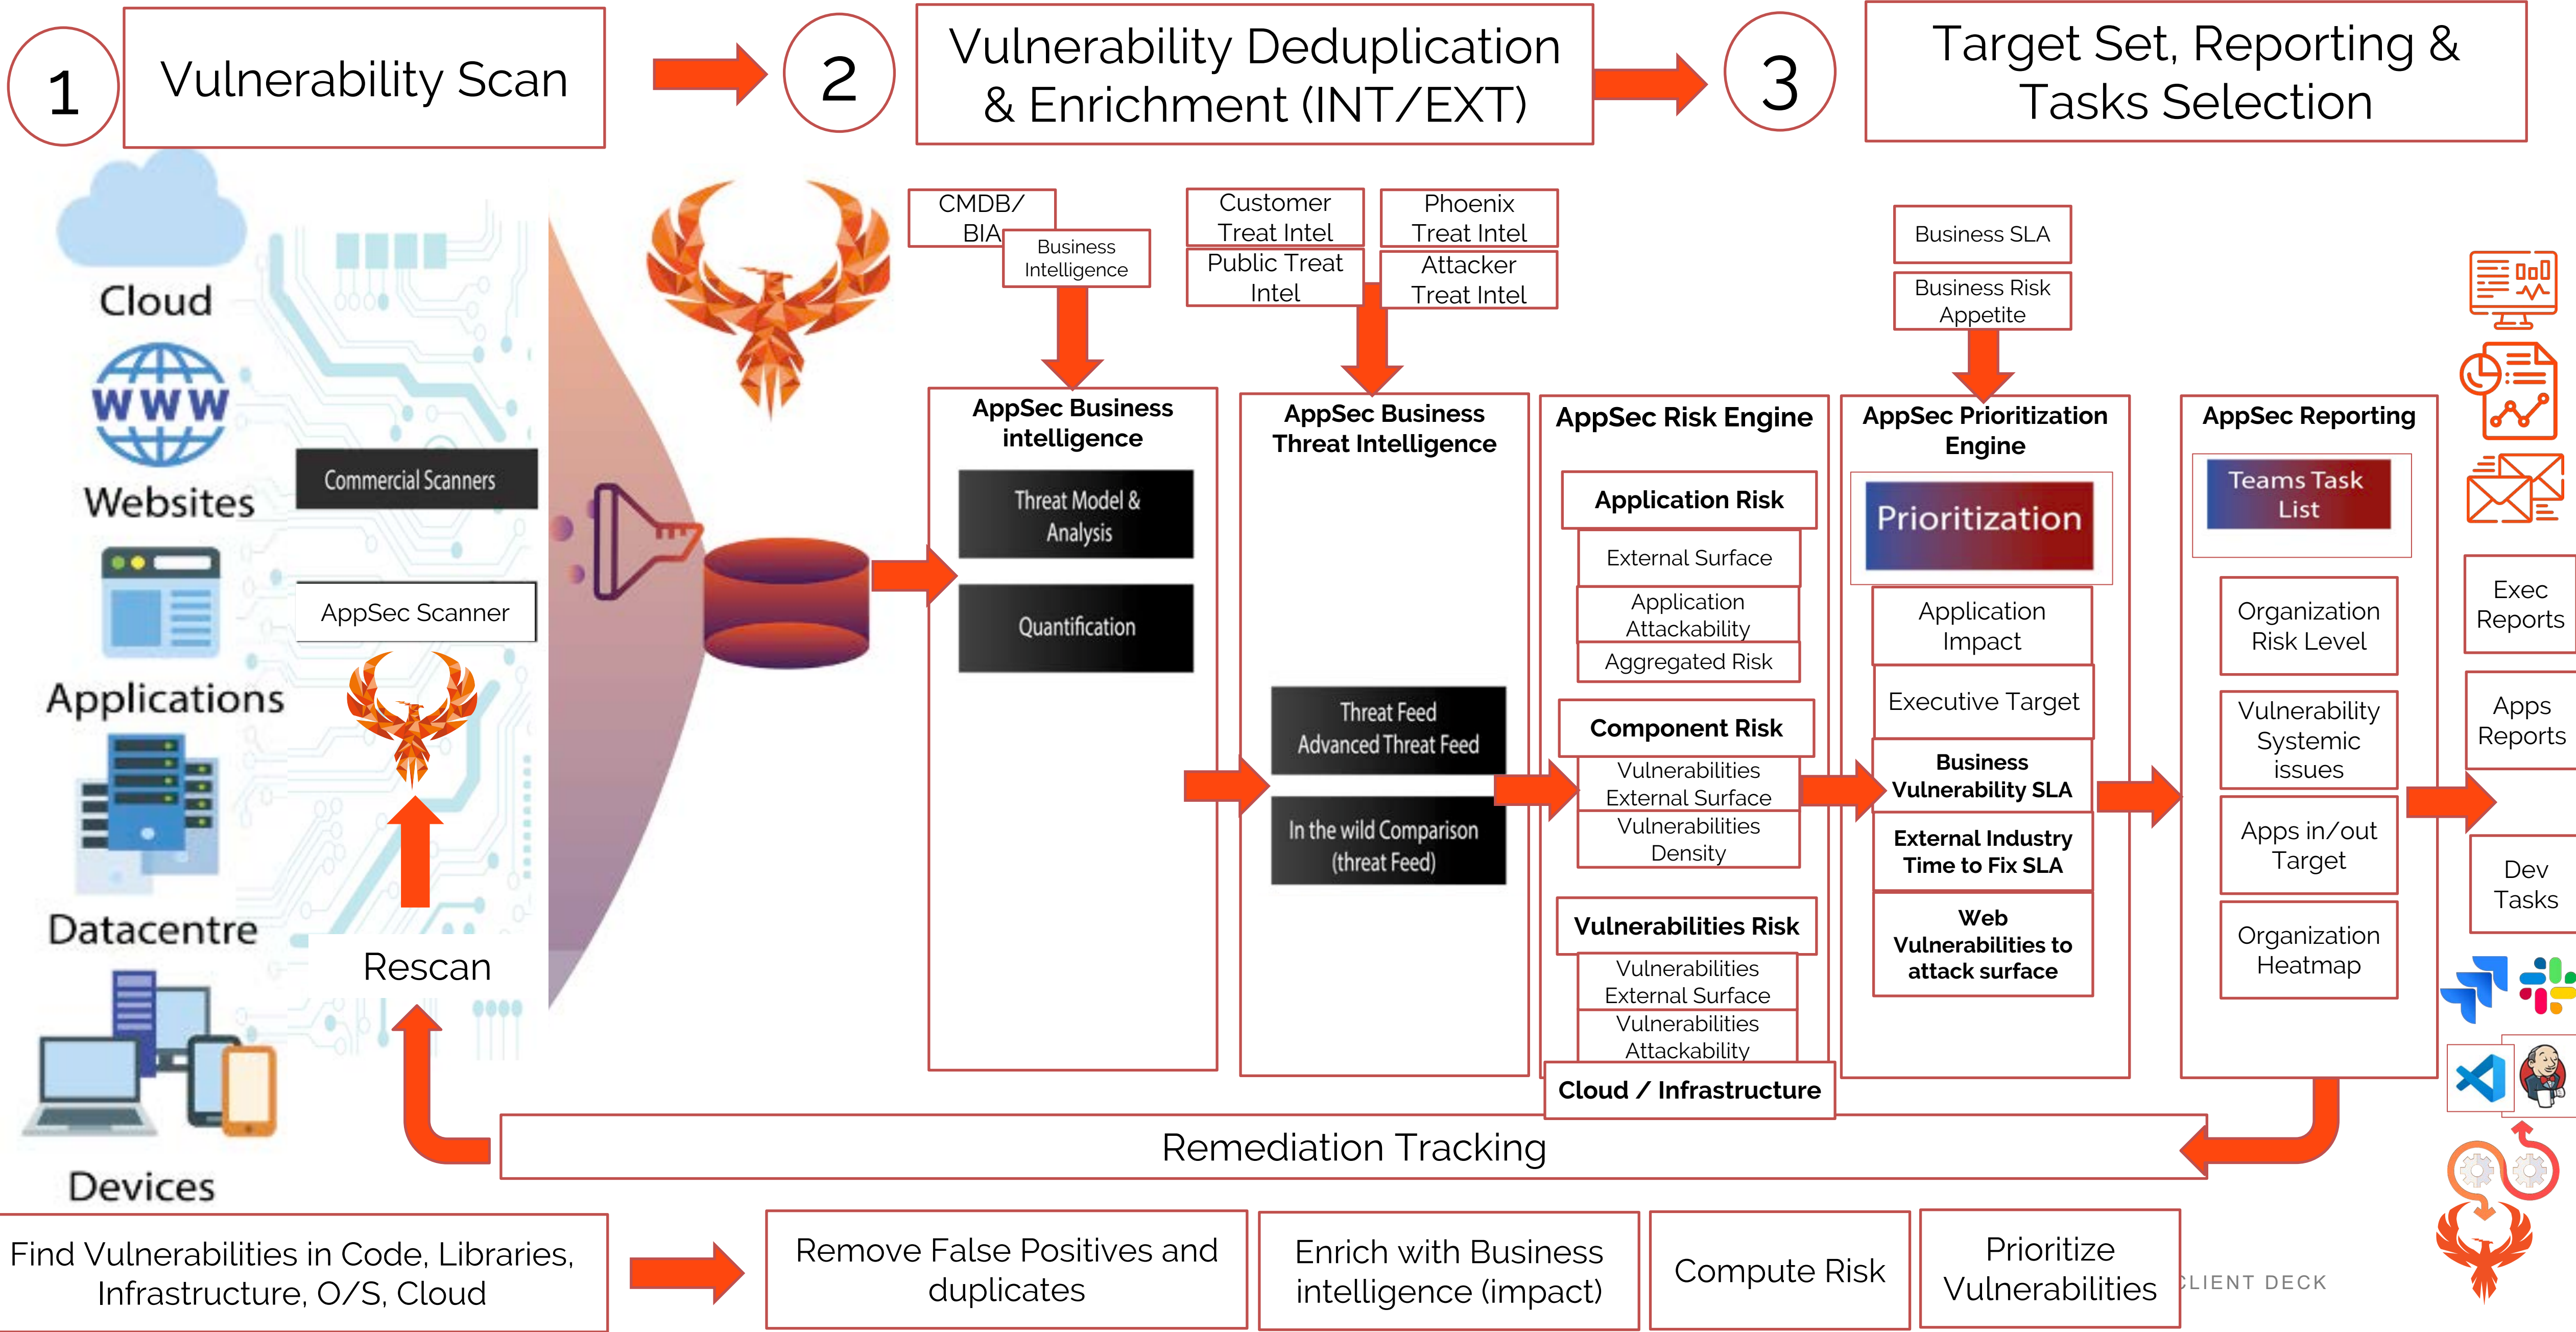 1
Vulnerability Scan
2
Vulnerability Deduplication
& Enrichment (INT/EXT)
3
Target Set, Reporting &
Tasks Selection
Cloud
WWW
Websites
Applications
Datacentre
Devices
Commercial Scanners
AppSec Scanner
Rescan
CMDB/
BIA
Business
Intelligence
Customer
Treat Intel
Phoenix
Treat Intel
Public Treat
Intel
Attacker
Treat Intel
Business SLA
Business Risk
Appetite
AppSec Business
intelligence
Threat Model &
Analysis
Quantification
AppSec Business
Threat Intelligence
Threat Feed
Advanced Threat Feed
In the wild Comparison
(threat Feed)
AppSec Risk Engine
Application Risk
External Surface
Application
Attackability
Aggregated Risk
Component Risk
Vulnerabilities
External Surface
Vulnerabilities
Density
Vulnerabilities Risk
Vulnerabilities
External Surface
Vulnerabilities
Attackability
Cloud / Infrastructure
AppSec Prioritization
Engine
Prioritization
Application
Impact
Executive Target
Business
Vulnerability SLA
External Industry
Time to Fix SLA
Web
Vulnerabilities to
attack surface
AppSec Reporting
Teams Task
List
Organization
Risk Level
Vulnerability
Systemic
issues
Apps in/out
Target
Organization
Heatmap
Exec
Reports
Apps
Reports
Dev
Tasks
Remediation Tracking
Find Vulnerabilities in Code, Libraries,
Infrastructure, O/S, Cloud
Remove False Positives and
duplicates
Enrich with Business
intelligence (impact)
Compute Risk
Prioritize
Vulnerabilities
CLIENT DECK